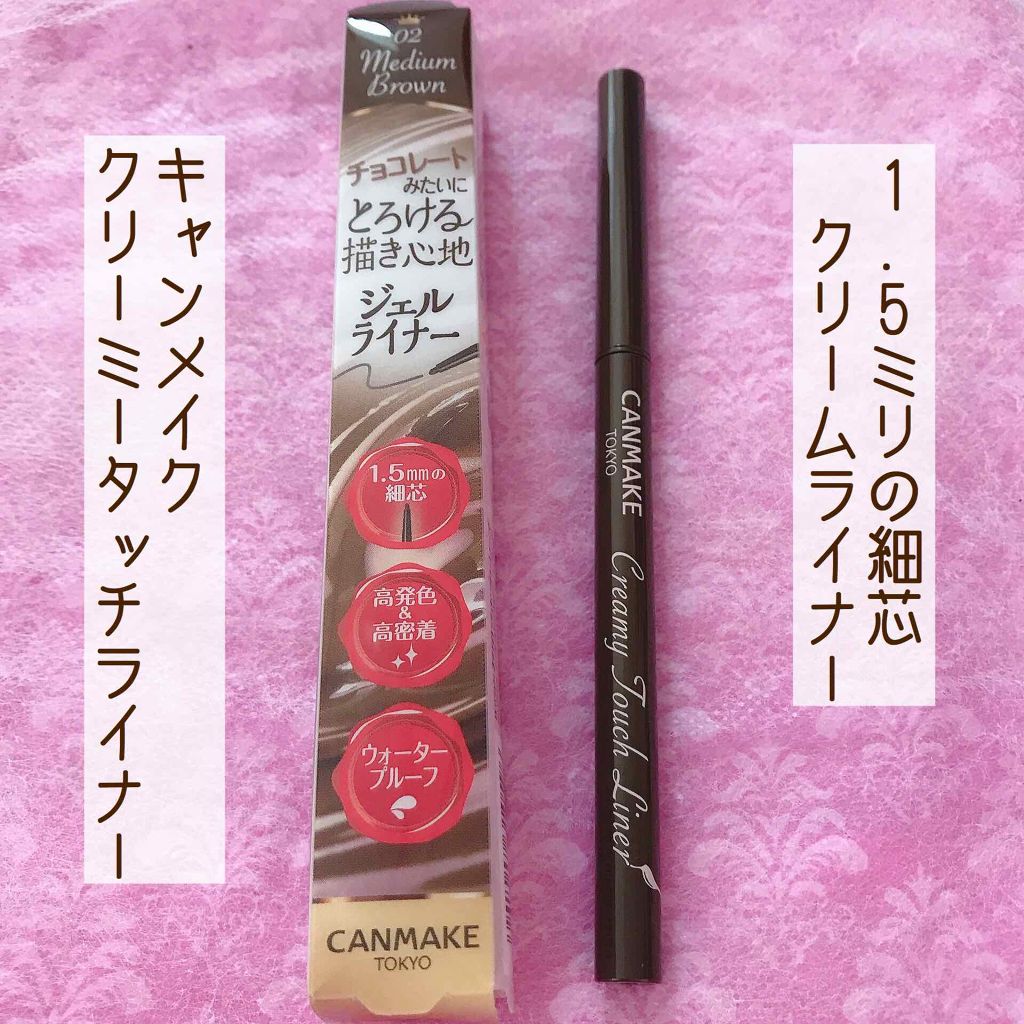 キャンメイク
クリーミータッチライナー
02
Medium
Brown
チョコレート
みたいに
とろける
描き心地
ジェル
ライナー
1.5mmの
細芯
高発色
&
高密着
ウォーター
プルーフ
CANMAKE
TOKYO
CANMAKE
TOKYO
Creamy Touch Liner
1.5ミリの細芯
クリームライナー